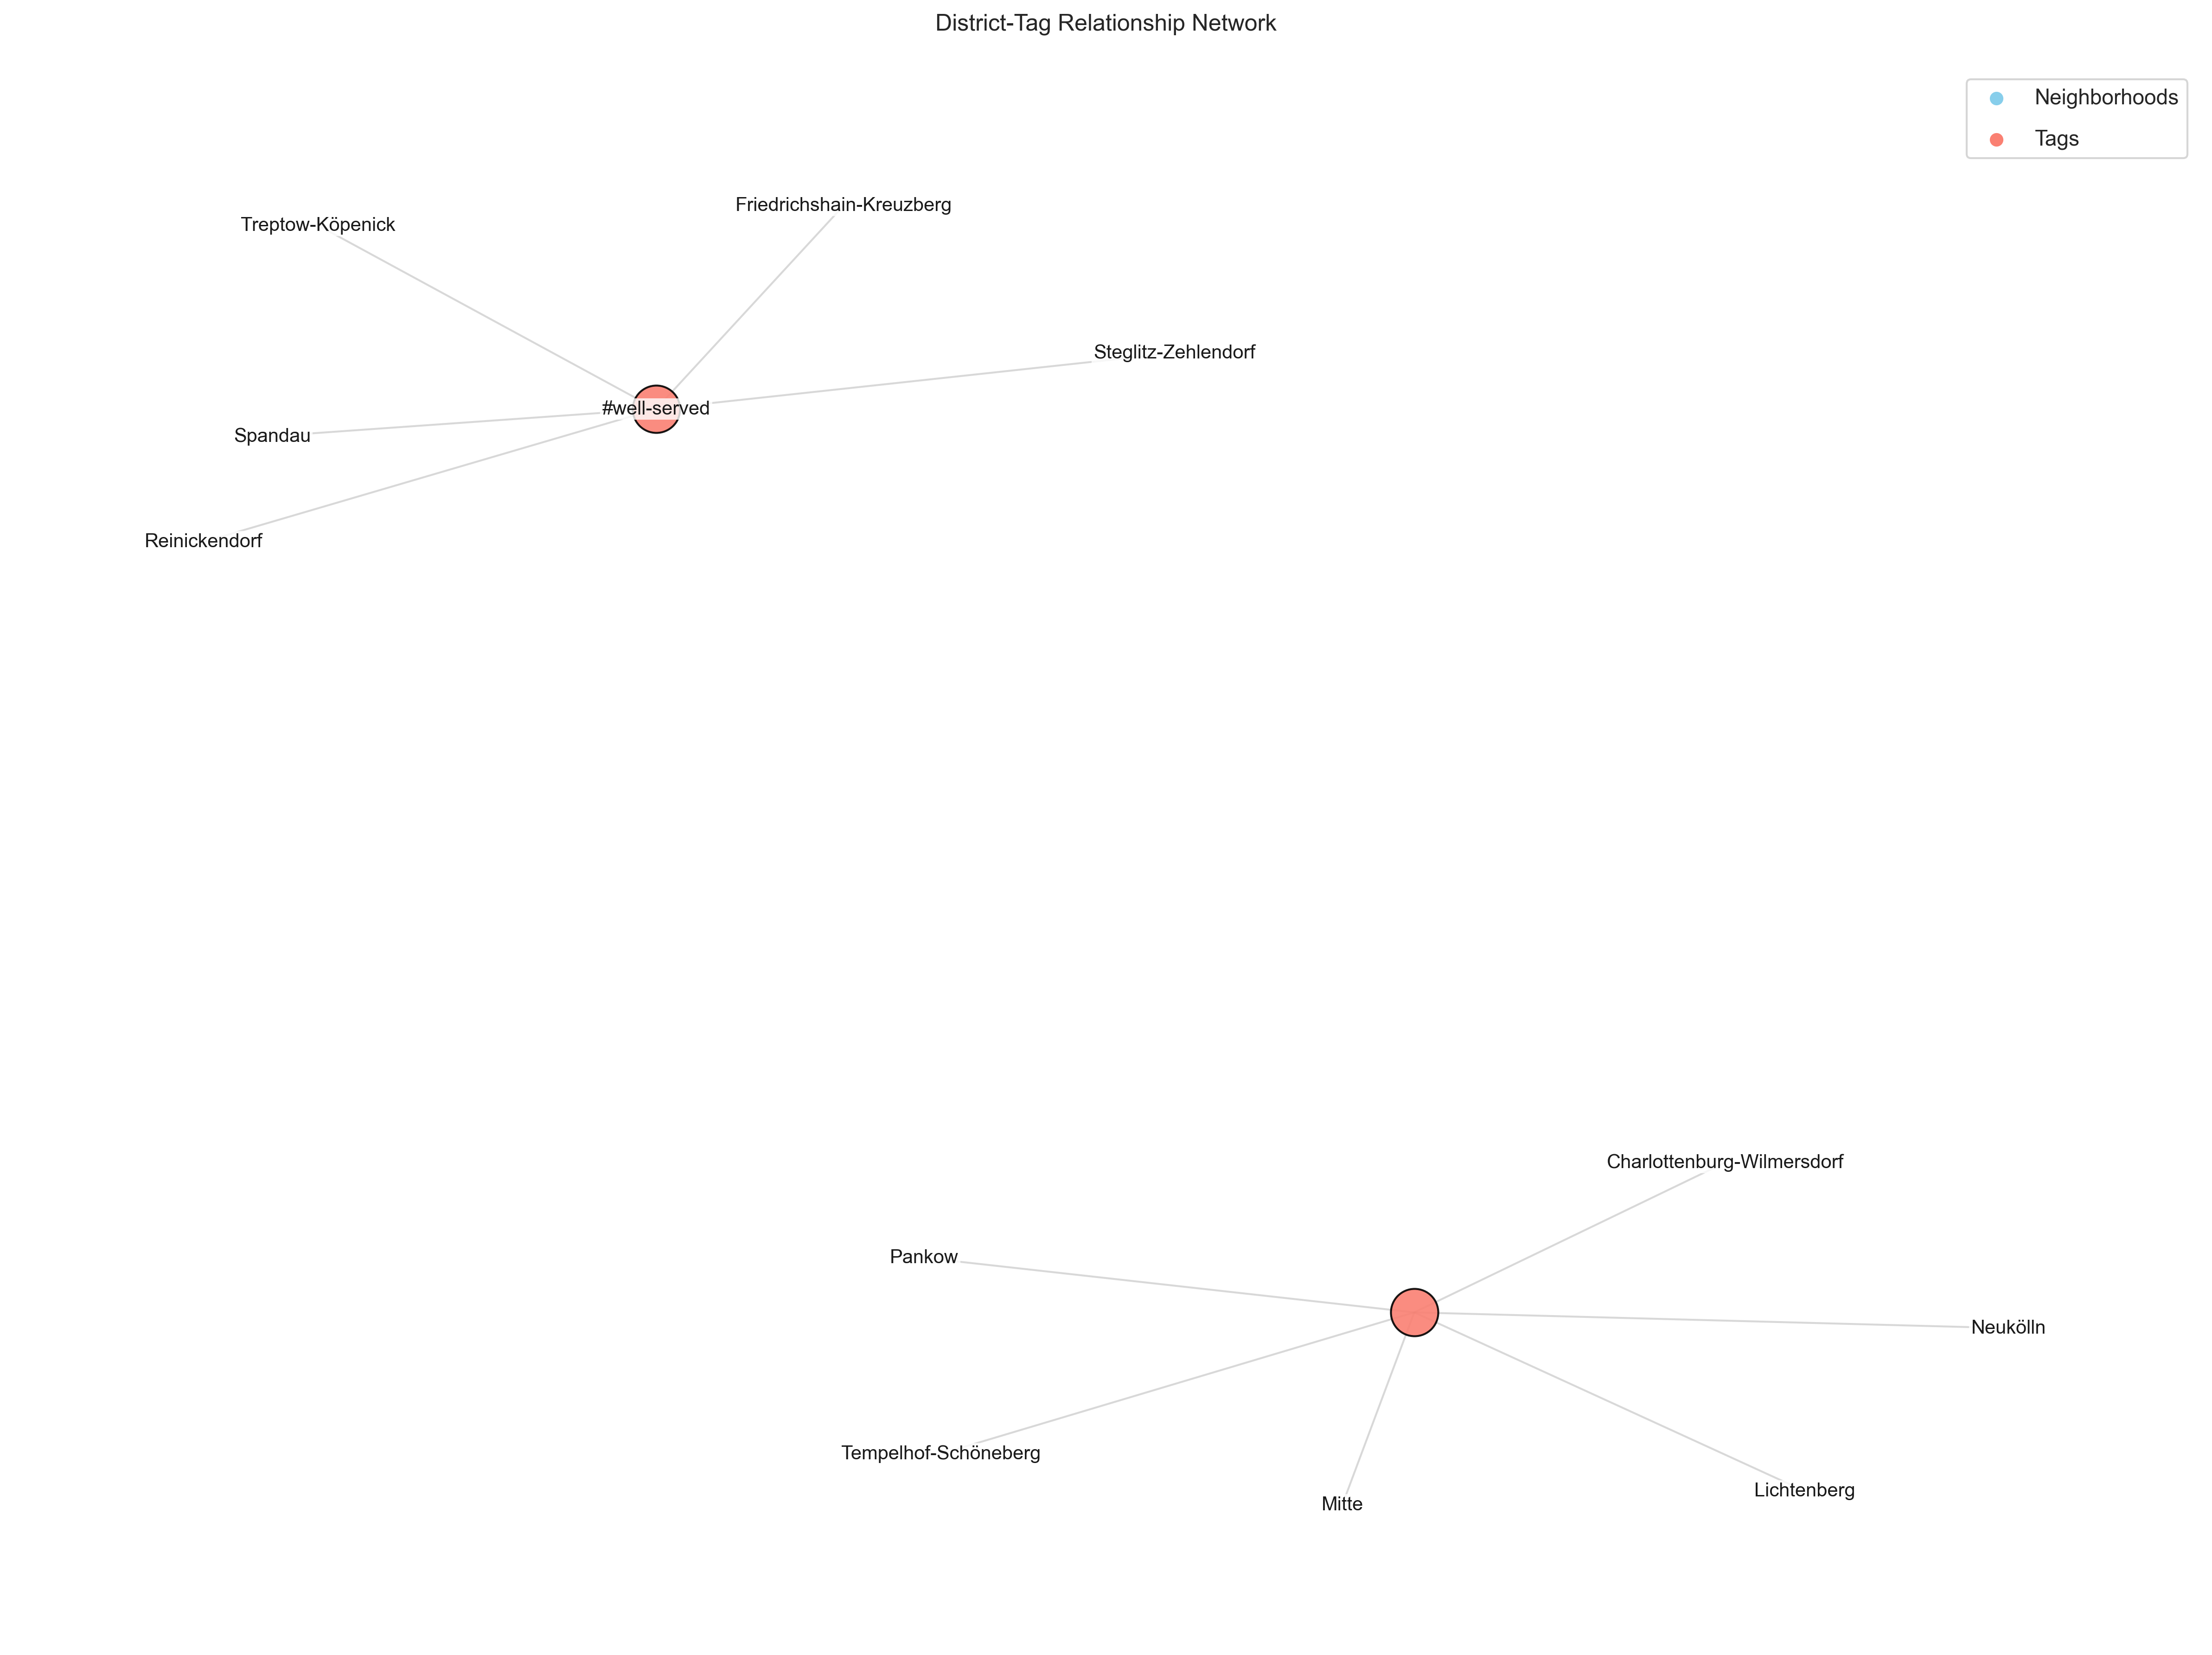 District-Tag Relationship Network
Neighborhoods
Tags
Friedrichshain-Kreuzberg
Treptow-Köpenick
Steglitz-Zehlendorf
#well-served
Spandau
Reinickendorf
Charlottenburg-Wilmersdorf
Pankow
Neukölln
Tempelhof-Schöneberg
Lichtenberg
Mitte